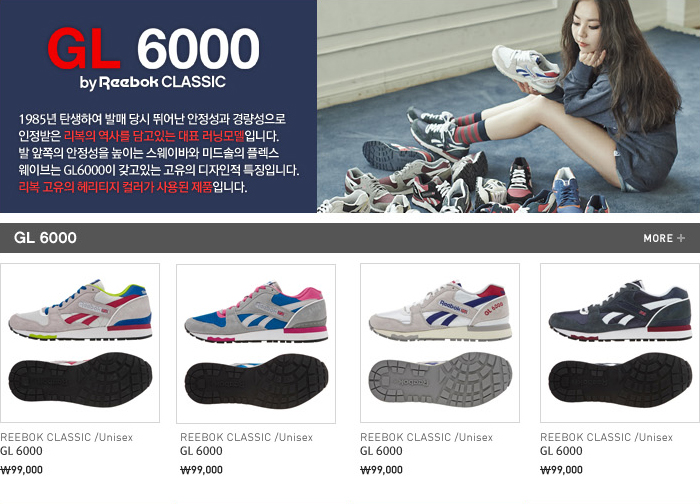 GL 6000
by Reebok CLASSIC
1985년 탄생하여 발매 당시 뛰어난 안정성과 경량성으로
인정받은 리복의 역사를 담고있는 대표 러닝모델입니다.
발 앞쪽의 안정성을 높이는 스웨이바와 미드솔의 플렉스
웨이브는 GL6000이 갖고있는 고유의 디자인적 특징입니다.
리복 고유의 헤리티지 컬러가 사용된 제품입니다.
GL 6000
MORE +
Reebok
GL 6000
REEBOK CLASSIC /Unisex
GL 6000
₩99,000
REEBOK CLASSIC /Unisex
GL 6000
₩99,000
REEBOK CLASSIC /Unisex
GL 6000
₩99,000
REEBOK CLASSIC /Unisex
GL 6000
₩99,000